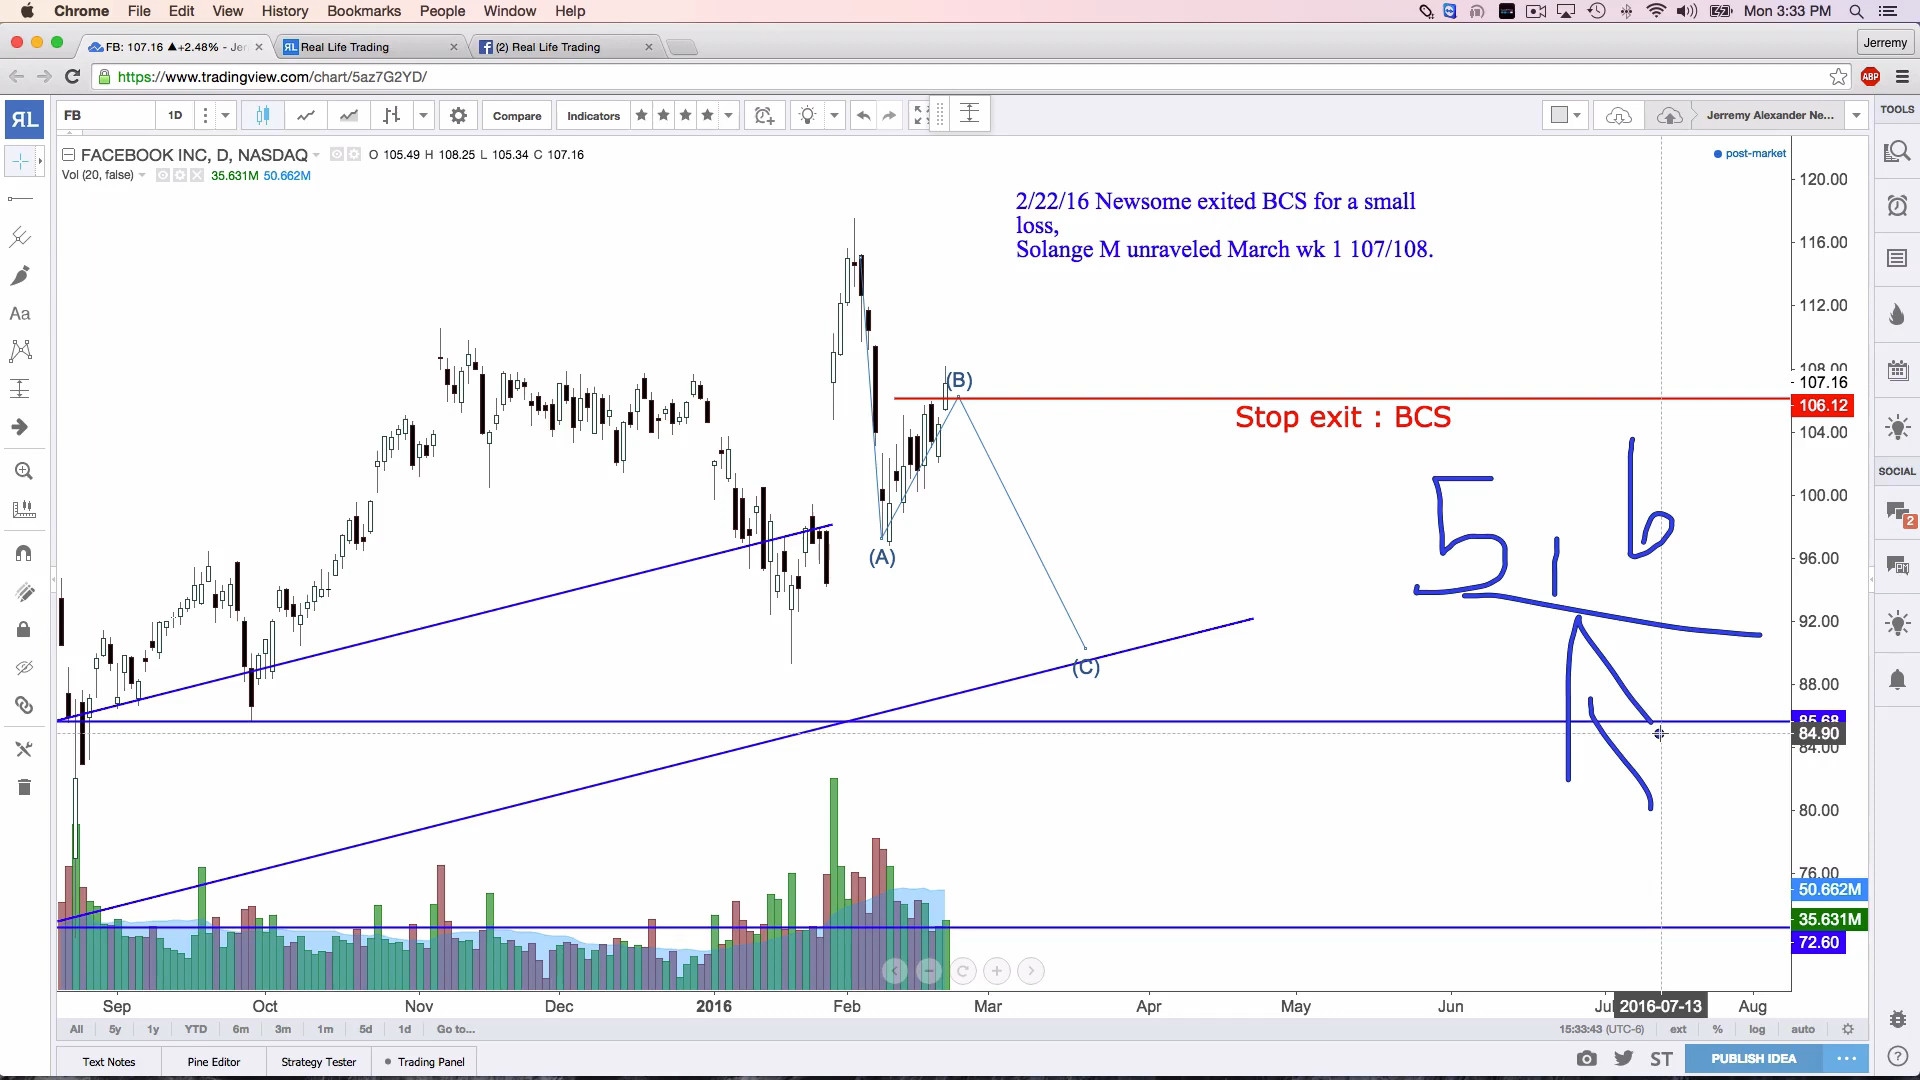 Chrome File Edit View History Bookmarks People Window Help Mon 3:33 PM
FB: 107.16 ▲+2.48% - Jer Real Life Trading (2) Real Life Trading Jerremy
https://www.tradingview.com/chart/5az7G2YD/ ABP
ЯL FB 1D Compare Indicators Jerremy Alexander Ne... TOOLS
FACEBOOK INC, D, NASDAQ O 105.49 H 108.25 L 105.34 C 107.16 post-market
Vol (20, false) 35.631M 50.662M
120.00
2/22/16 Newsome exited BCS for a small
loss,
Solange M unraveled March wk 1 107/108.
116.00
112.00
108.00
107.16
(B)
106.12
Stop exit : BCS
104.00
SOCIAL
100.00
2
(A)
96.00
5, 6
92.00
(C)
88.00
85.68
84.90
84.00
80.00
76.00
50.662M
35.631M
72.60
Sep Oct Nov Dec 2016 Feb Mar Apr May Jun Jul 2016-07-13 Aug
All 5y 1y YTD 6m 3m 1m 5d 1d Go to... 15:33:43 (UTC-6) ext % log auto
Text Notes Pine Editor Strategy Tester Trading Panel ST PUBLISH IDEA ...
Aa